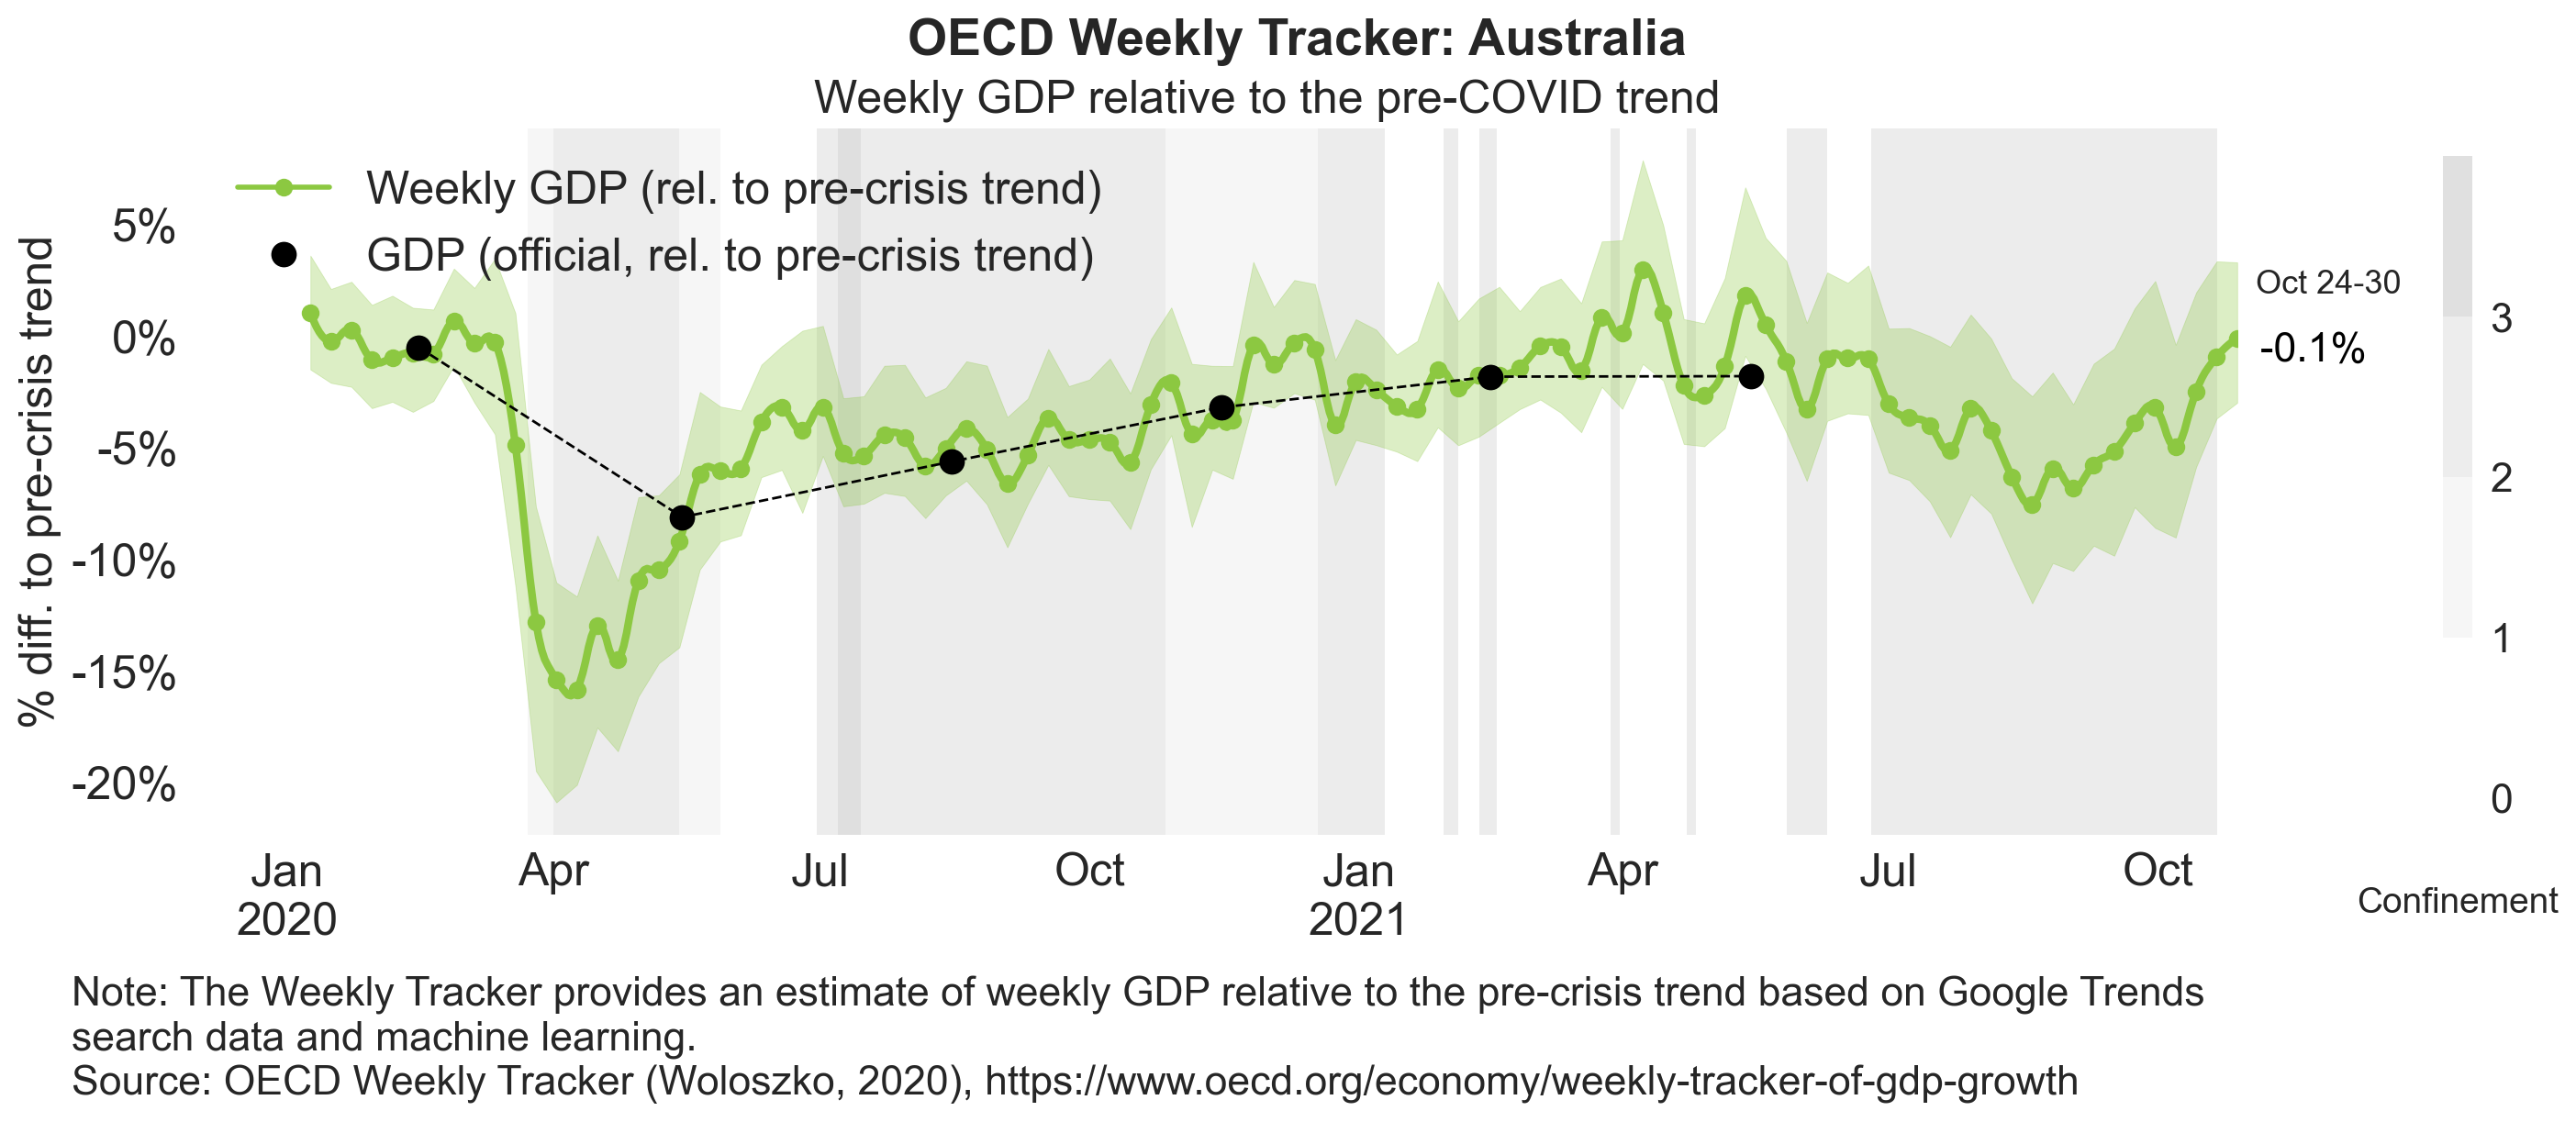 OECD Weekly Tracker: Australia
Weekly GDP relative to the pre-COVID trend
Weekly GDP (rel. to pre-crisis trend)
GDP (official, rel. to pre-crisis trend)
% diff. to pre-crisis trend
5%
0%
-5%
-10%
-15%
-20%
Oct 24-30
-0.1%
3
2
1
0
Confinement
Jan Apr Jul Oct Jan Apr Jul Oct
2020 2021
Note: The Weekly Tracker provides an estimate of weekly GDP relative to the pre-crisis trend based on Google Trends
search data and machine learning.
Source: OECD Weekly Tracker (Woloszko, 2020), https://www.oecd.org/economy/weekly-tracker-of-gdp-growth